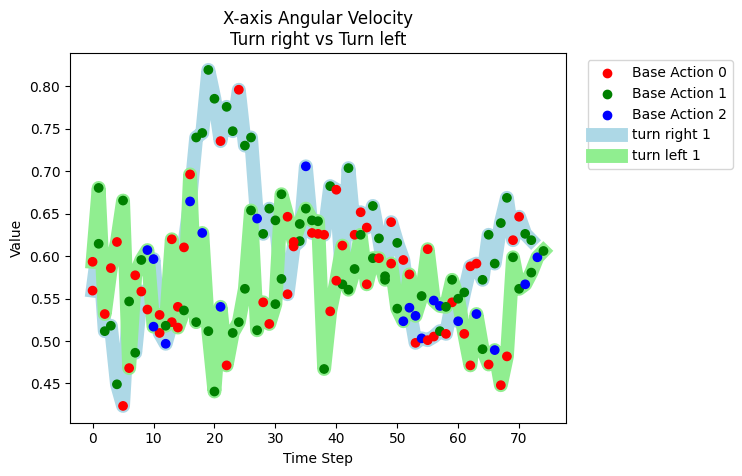 X-axis Angular Velocity
Turn right vs Turn left
Value
0.80
0.75
0.70
0.65
0.60
0.55
0.50
0.45
0 10 20 30 40 50 60 70
Time Step
Base Action 0
Base Action 1
Base Action 2
turn right 1
turn left 1